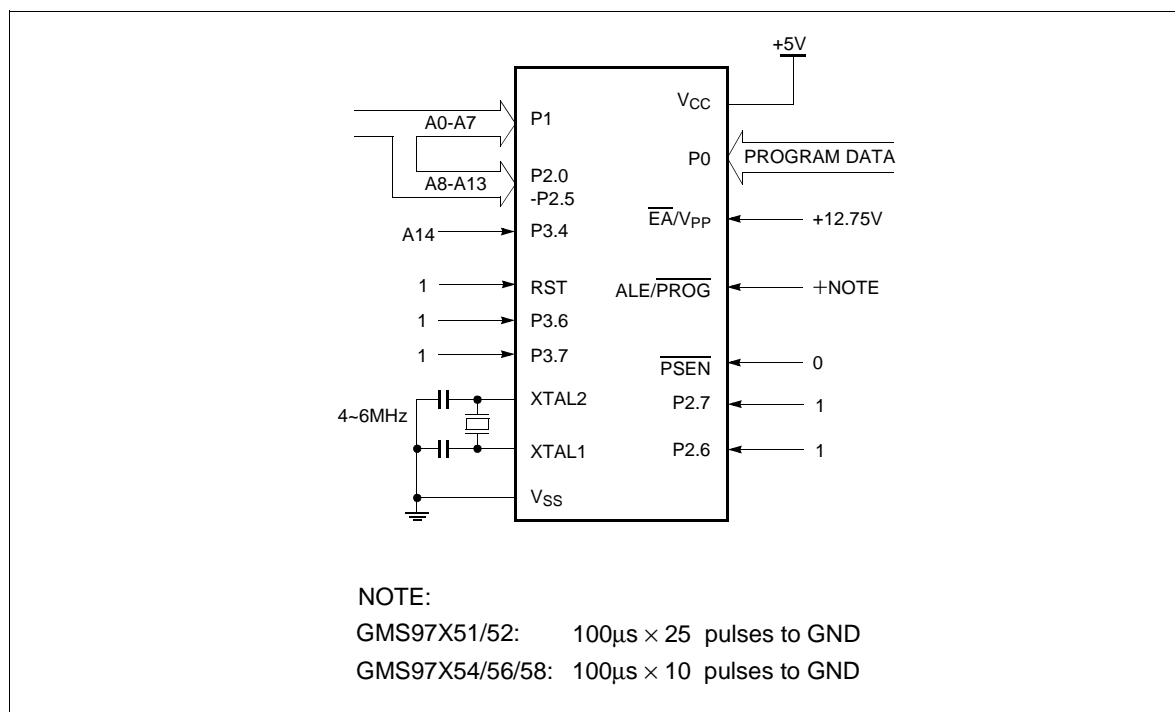 +5V
VCC
P1
A0-A7
P0
PROGRAM DATA
P2.0
A8-A13
-P2.5
EA/VPP
+12.75V
A14
P3.4
1
RST
ALE/PROG
+NOTE
1
P3.6
1
P3.7
PSEN
0
XTAL2
P2.7
1
4~6MHz
XTAL1
P2.6
1
VSS
NOTE:
GMS97X51/52: 100μs × 25 pulses to GND
GMS97X54/56/58: 100μs × 10 pulses to GND